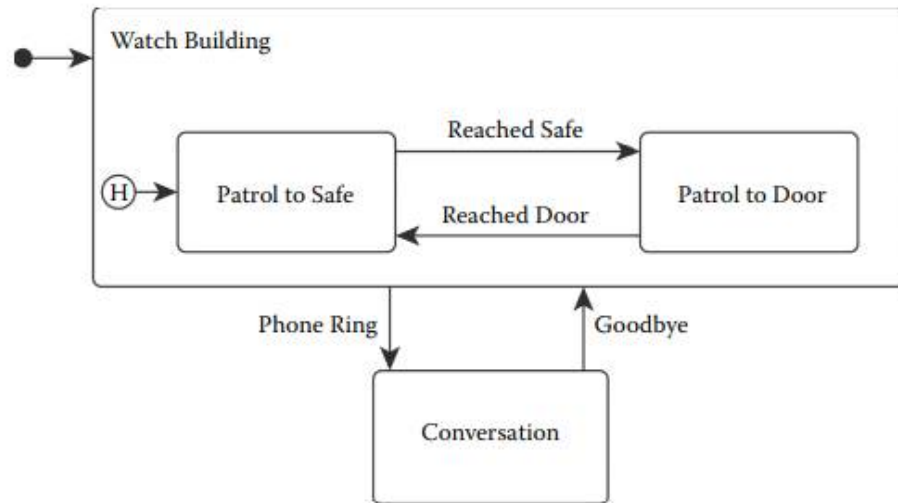 Watch Building
Reached Safe
H
Patrol to Safe
Patrol to Door
Reached Door
Phone Ring
Goodbye
Conversation